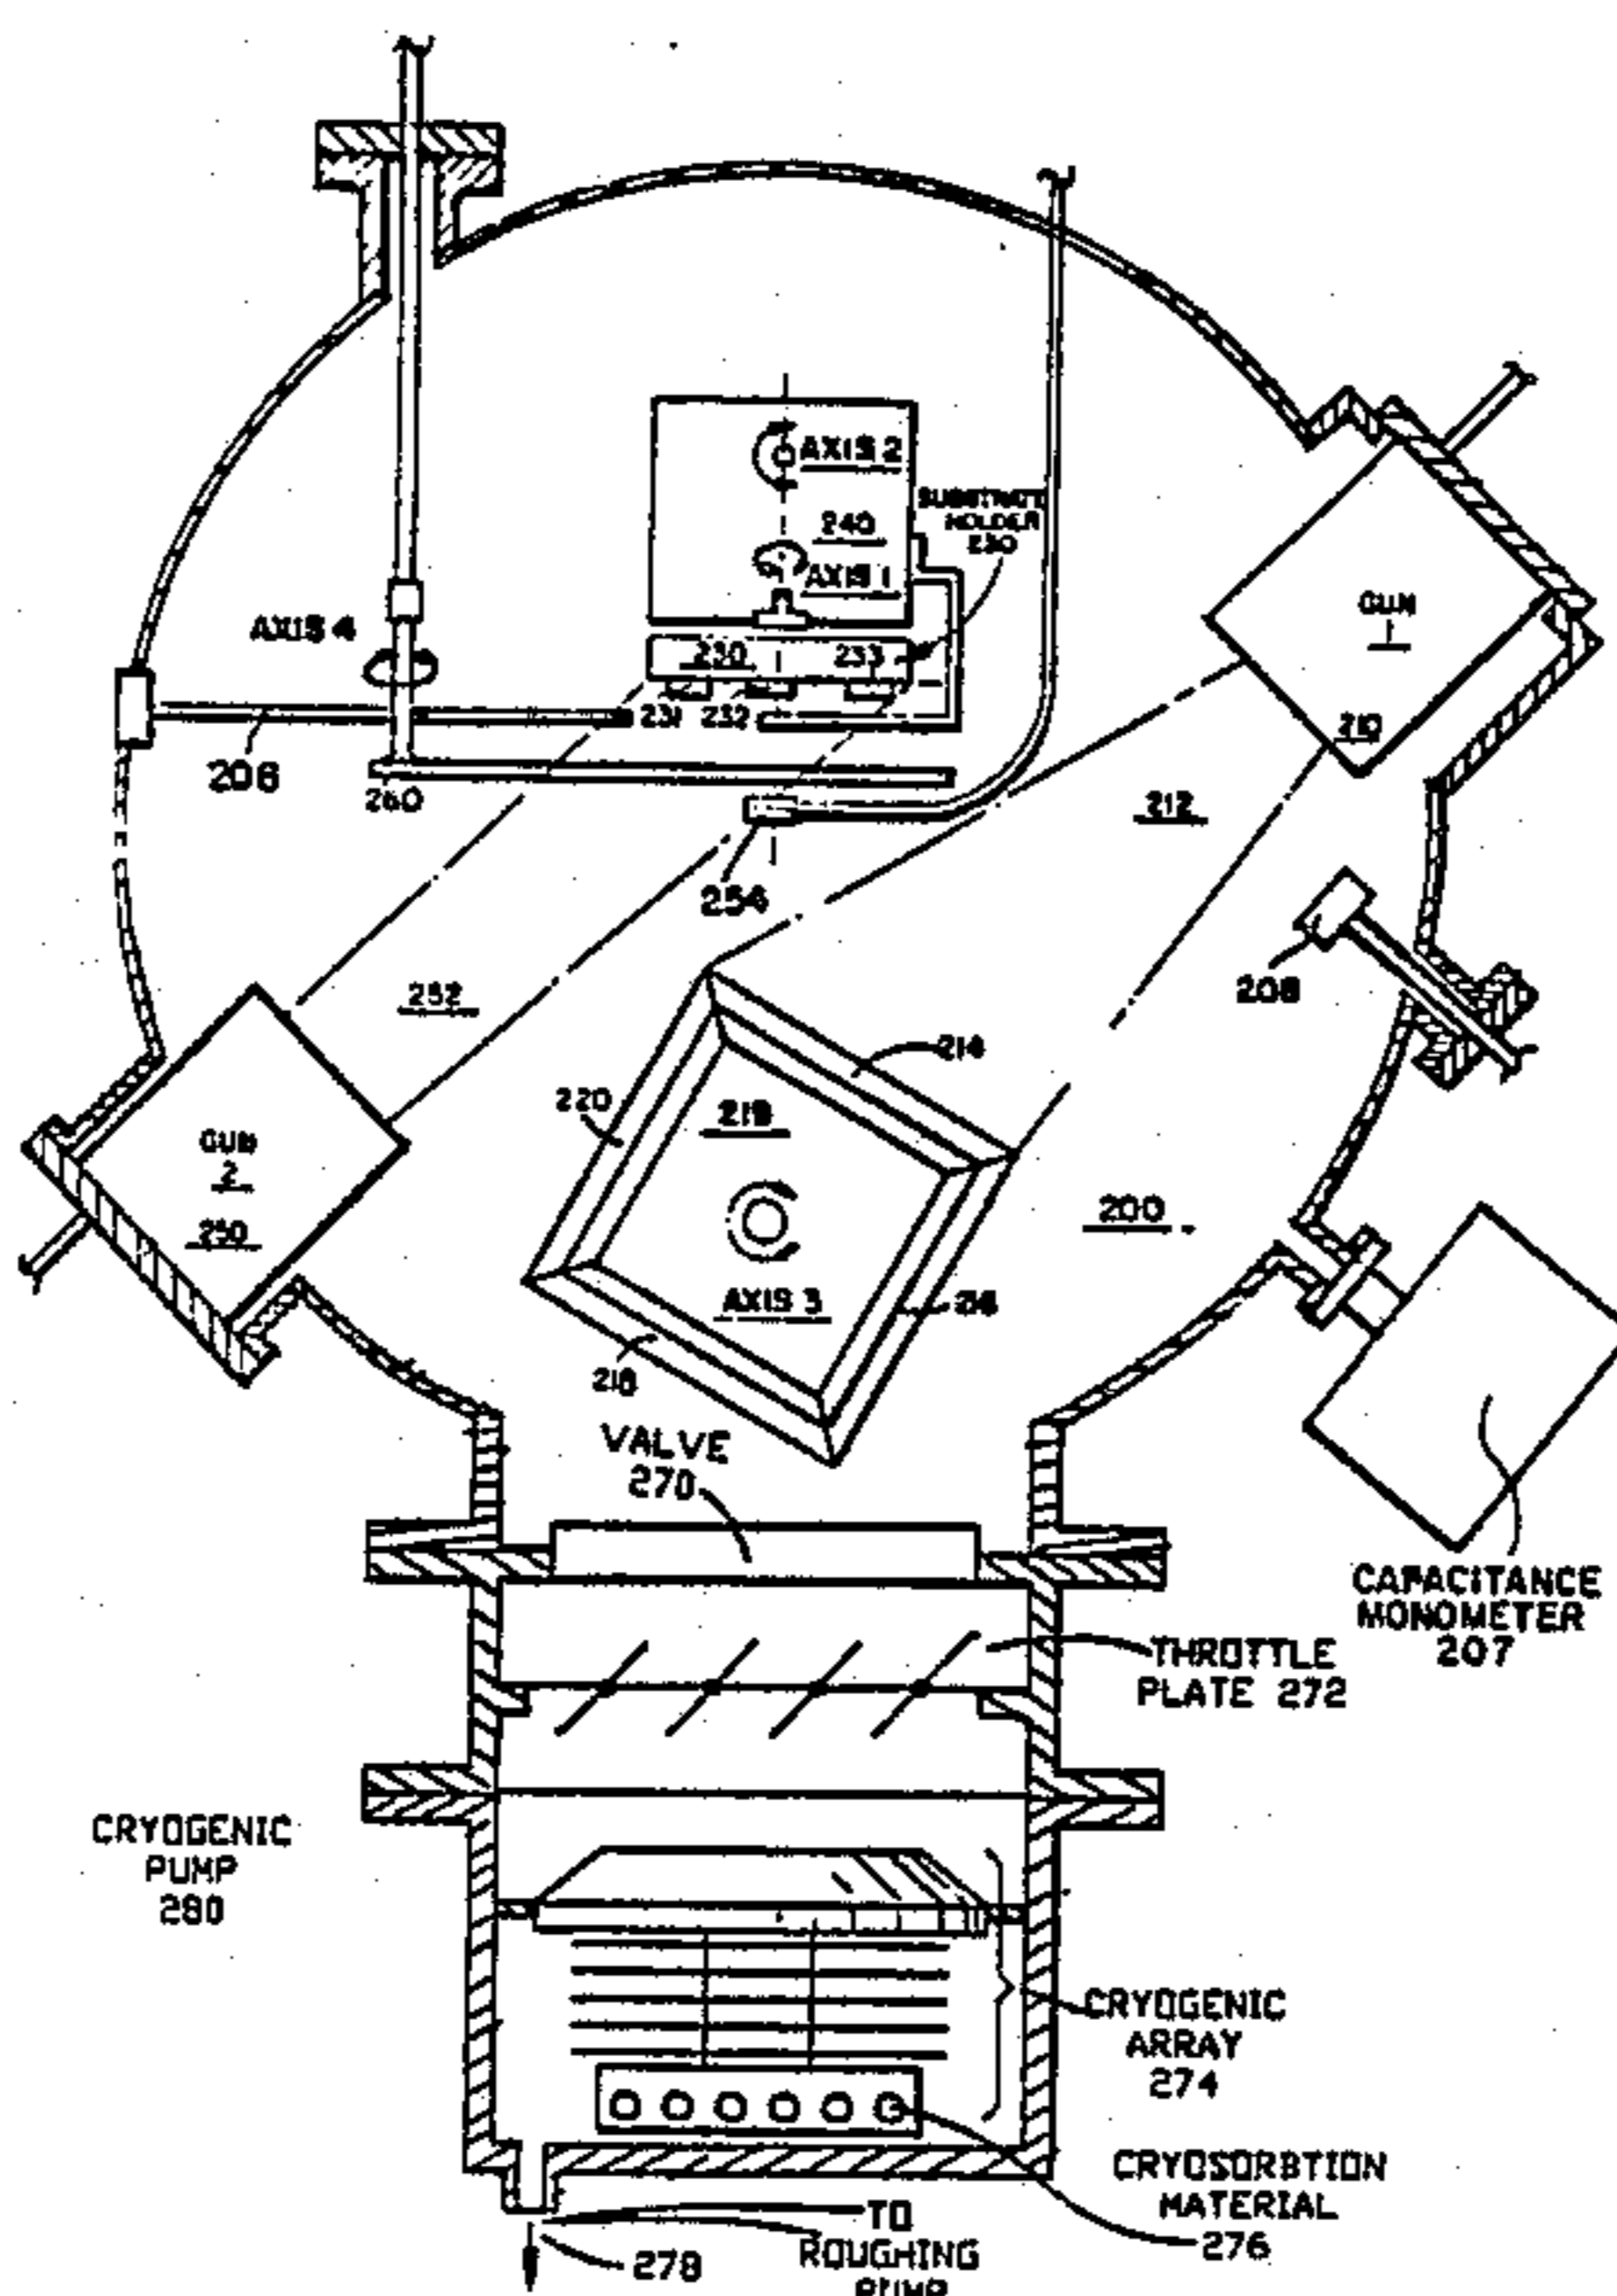 AXIS 2
SUBSTRATE
HOLDER
230
240
AXIS 1
GUN
1
AXIS 4
230
233
231
232
210
206
260
212
254
208
252
214
220
219
GUN
2
200
250
AXIS 3
216
218
VALVE
270
CAPACITANCE
MONOMETER
207
THROTTLE
PLATE 272
CRYOGENIC
PUMP
280
CRYOGENIC
ARRAY
274
CRYOSORBTION
MATERIAL
276
TO
ROUGHING
PUMP
278